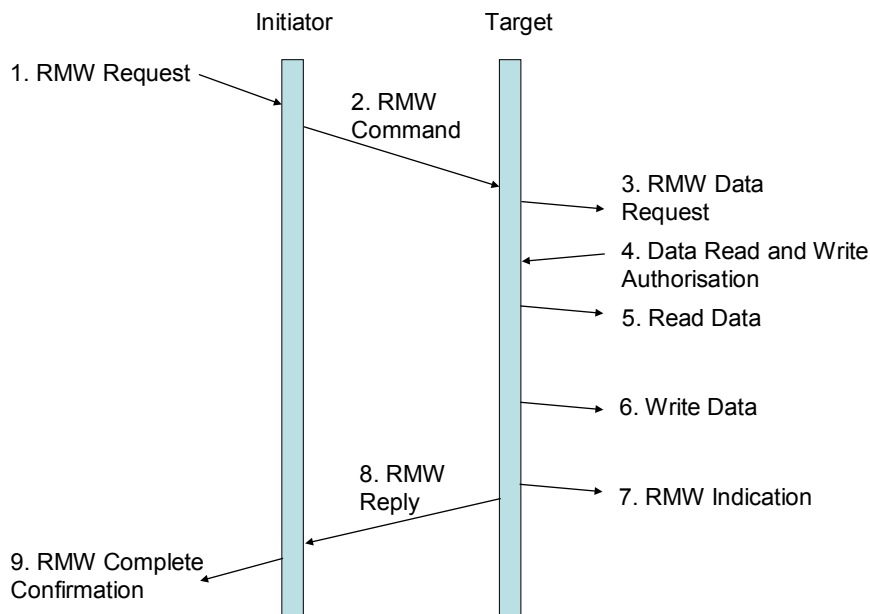 Initiator
Target
1. RMW Request
2. RMW
Command
3. RMW Data
Request
4. Data Read and Write
Authorisation
5. Read Data
6. Write Data
7. RMW Indication
8. RMW
Reply
9. RMW Complete
Confirmation